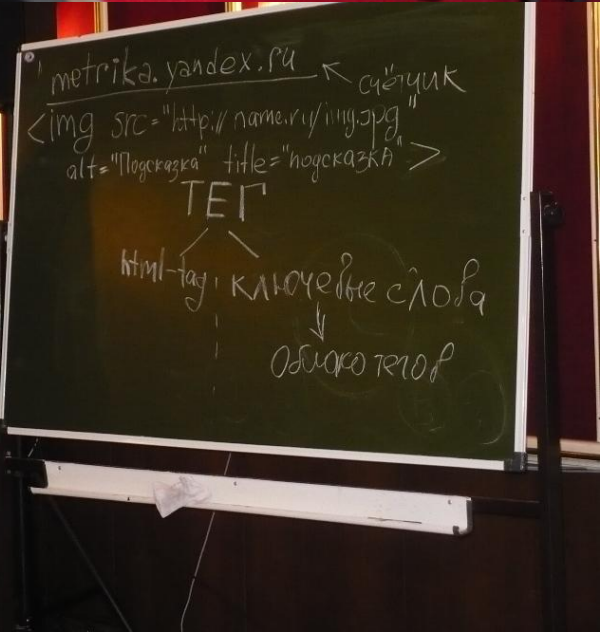 metrika.yandex.ru ← счётчик
<img src="http://name.ru/img.jpg"
alt="Подсказка" title="подсказка">
ТЕГ
html-tag ключевые слова
Облако тегов